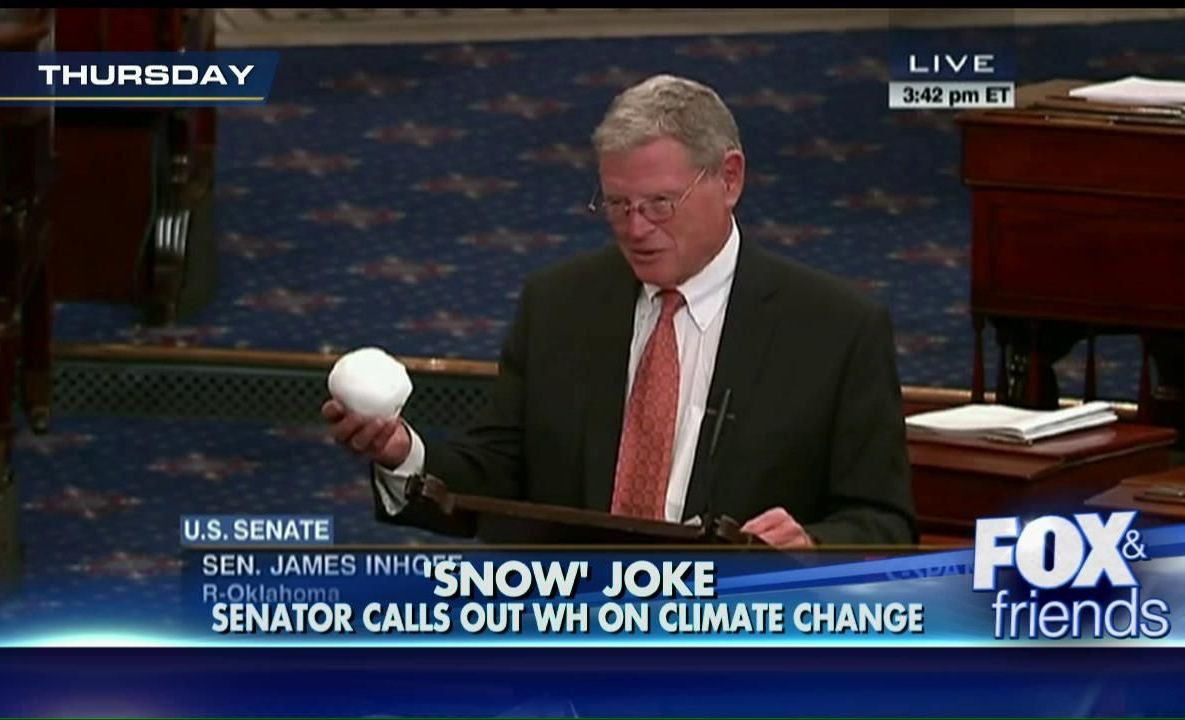 THURSDAY
LIVE
3:42 pm ET
U.S. SENATE
SEN. JAMES INHOFE
R-Oklahoma
'SNOW' JOKE
SENATOR CALLS OUT WH ON CLIMATE CHANGE
FOX &
friends